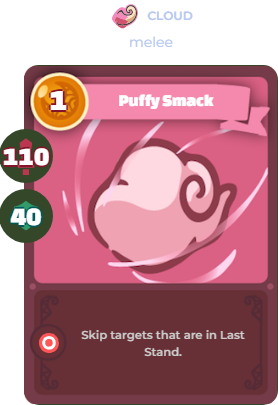 CLOUD
melee
1
Puffy Smack
110
40
Skip targets that are in Last
Stand.